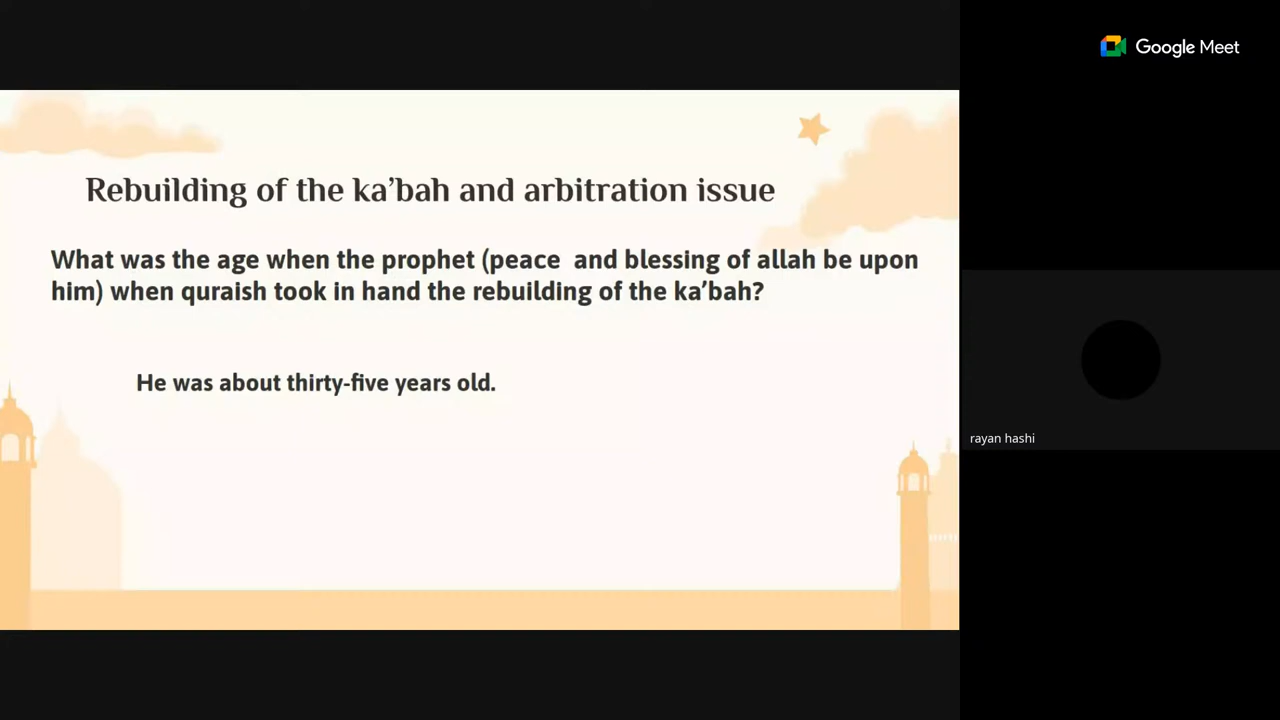 Google Meet
Rebuilding of the ka’bah and arbitration issue
What was the age when the prophet (peace  and blessing of allah be upon
him) when quraish took in hand the rebuilding of the ka’bah?
He was about thirty-five years old.
rayan hashi